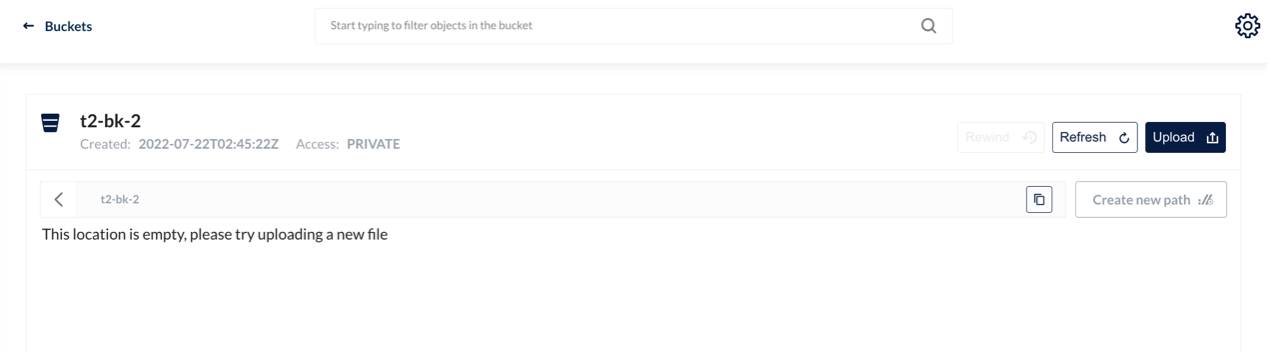 Buckets
Start typing to filter objects in the bucket
t2-bk-2
Created: 2022-07-22T02:45:22Z Access: PRIVATE
Rewind Refresh Upload
t2-bk-2
Create new path
This location is empty, please try uploading a new file